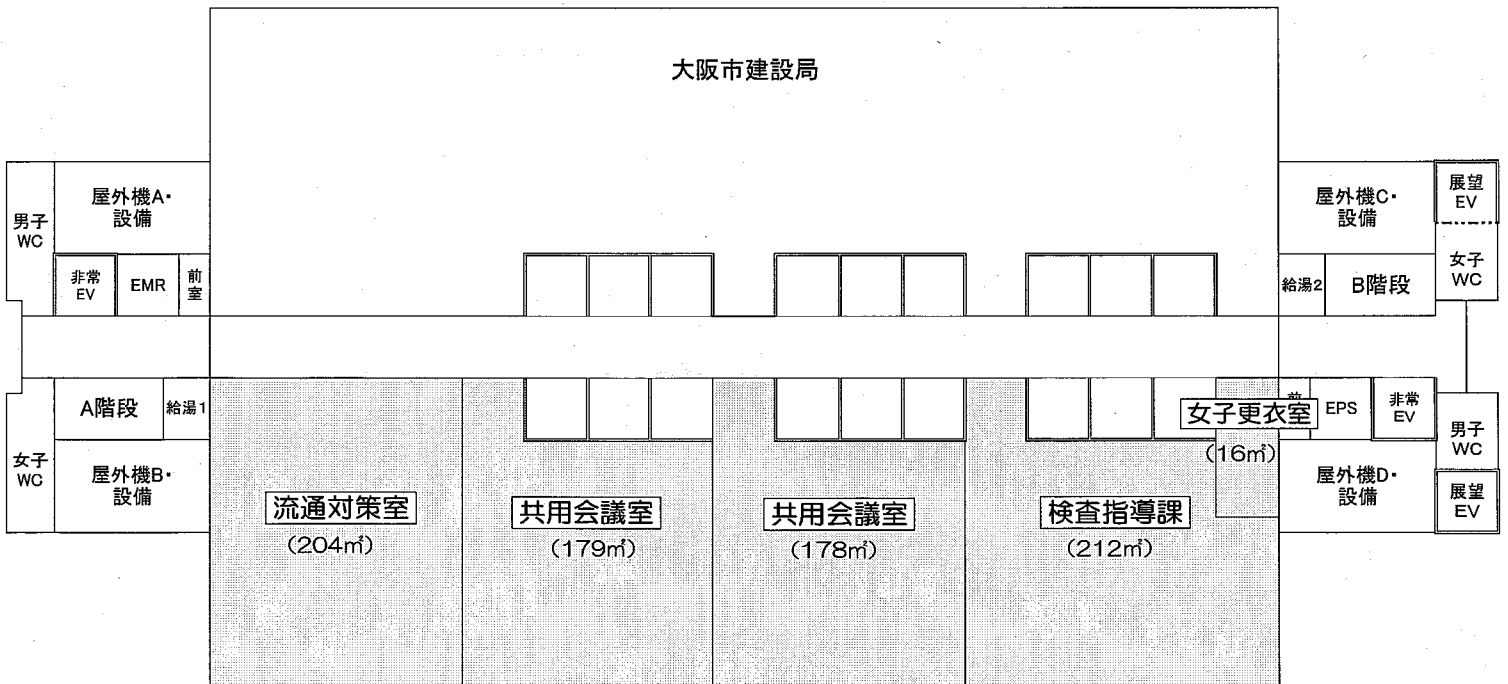 大阪市建設局
男子
WC
屋外機A・
設備
非常
EV
EMR
前
室
屋外機C・
設備
展望
EV
給湯2
B階段
女子
WC
A階段
給湯1
女子
WC
屋外機B・
設備
流通対策室
(204㎡)
共用会議室
(179㎡)
共用会議室
(178㎡)
検査指導課
(212㎡)
女子更衣室
(16㎡)
前
EPS
非常
EV
男子
WC
屋外機D・
設備
展望
EV